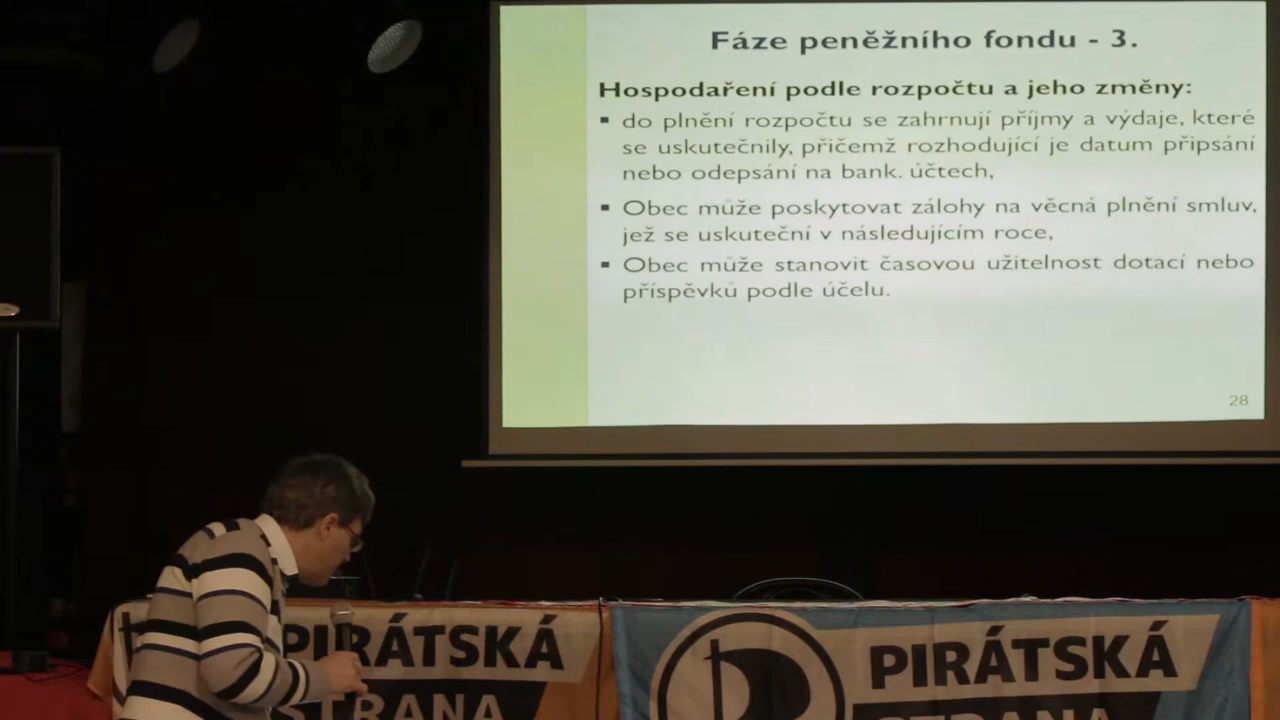 Fáze peněžního fondu - 3.
Hospodaření podle rozpočtu a jeho změny:
▪ do plnění rozpočtu se zahrnují příjmy a výdaje, které
se uskutečnily, přičemž rozhodující je datum připsání
nebo odepsání na bank. účtech,
▪ Obec může poskytovat zálohy na věcná plnění smluv,
jež se uskuteční v následujícím roce,
▪ Obec může stanovit časovou užitelnost dotací nebo
příspěvků podle účelu.
28
PIRÁTSKÁ
STRANA
PIRÁTSKÁ
STRANA